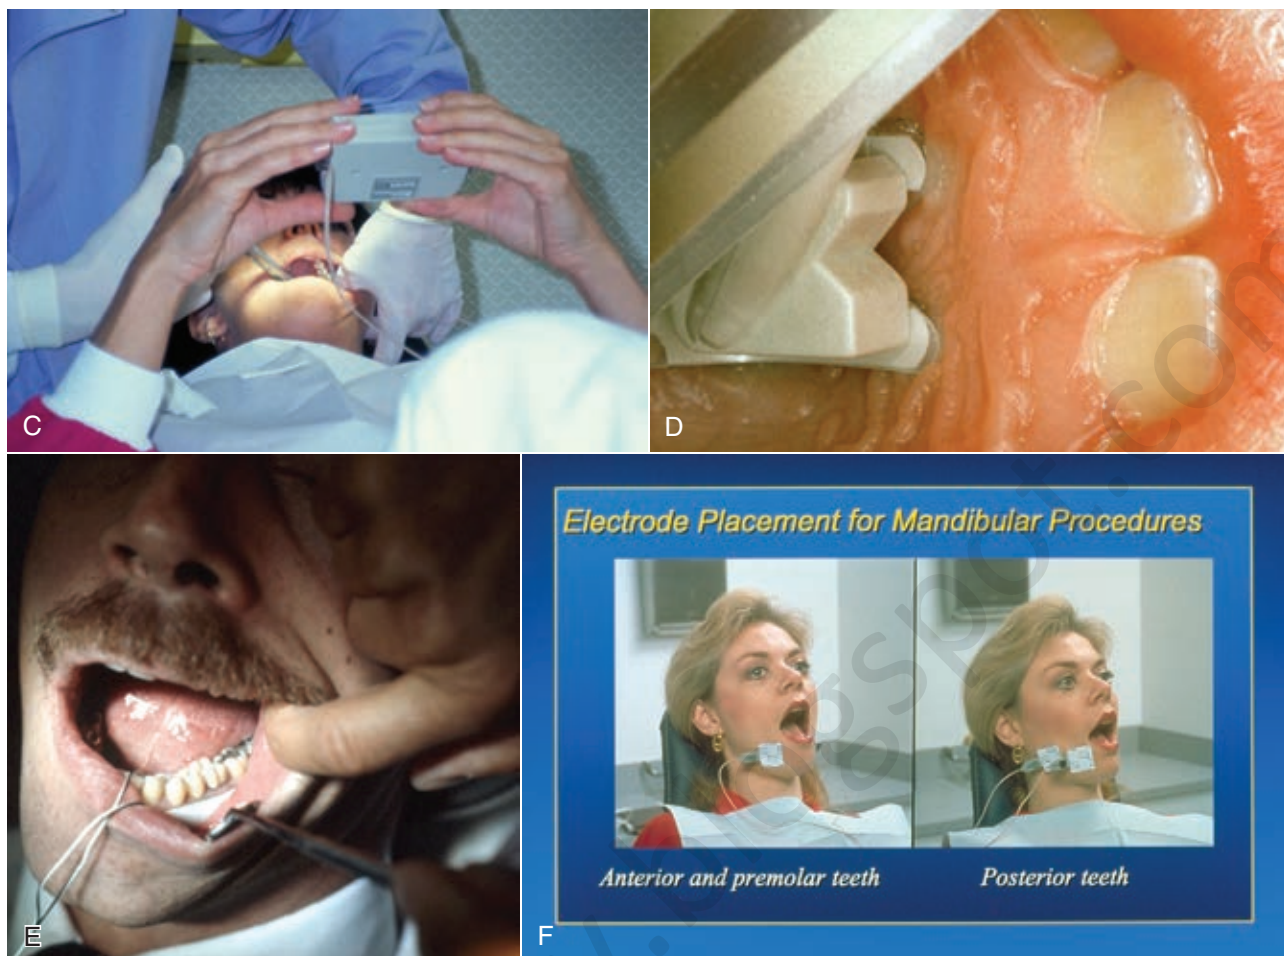 C
D
E
Electrode Placement for Mandibular Procedures
Anterior and premolar teeth
Posterior teeth
F